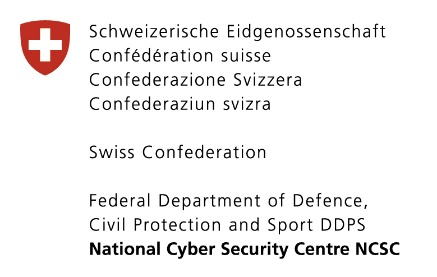 Schweizerische Eidgenossenschaft
Confédération suisse
Confederazione Svizzera
Confederaziun svizra
Swiss Confederation
Federal Department of Defence,
Civil Protection and Sport DDPS
National Cyber Security Centre NCSC